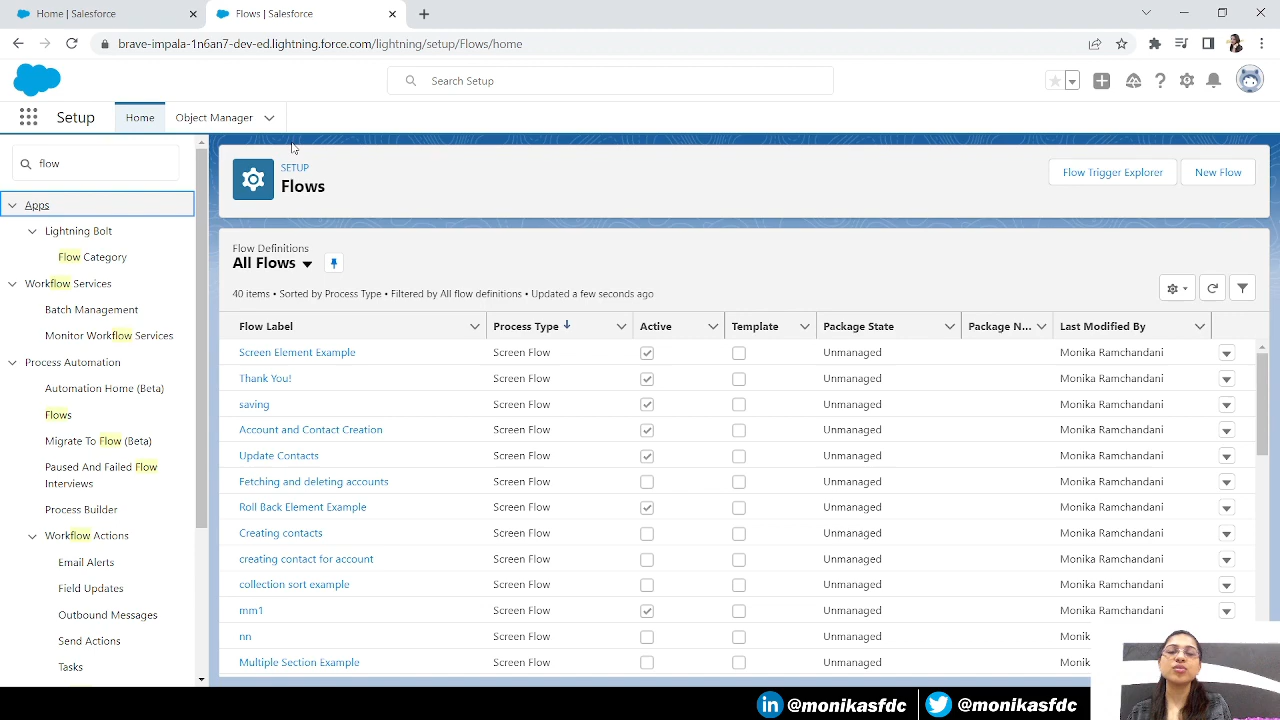 Home | Salesforce
Flows | Salesforce
brave-impala-1n6an7-dev-ed.lightning.force.com/lightning/setup/Flows/home
Search Setup
Setup
Home
Object Manager
flow
Apps
Lightning Bolt
Flow Category
Workflow Services
Batch Management
Monitor Workflow Services
Process Automation
Automation Home (Beta)
Flows
Migrate To Flow (Beta)
Paused And Failed Flow
Interviews
Process Builder
Workflow Actions
Email Alerts
Field Updates
Outbound Messages
Send Actions
Tasks
SETUP
Flows
Flow Trigger Explorer
New Flow
Flow Definitions
All Flows
40 items • Sorted by Process Type • Filtered by All flow definitions • Updated a few seconds ago
Flow Label Process Type Active Template Package State Package N... Last Modified By
Screen Element Example Screen Flow Unmanaged Monika Ramchandani
Thank You! Screen Flow Unmanaged Monika Ramchandani
saving Screen Flow Unmanaged Monika Ramchandani
Account and Contact Creation Screen Flow Unmanaged Monika Ramchandani
Update Contacts Screen Flow Unmanaged Monika Ramchandani
Fetching and deleting accounts Screen Flow Unmanaged Monika Ramchandani
Roll Back Element Example Screen Flow Unmanaged Monika Ramchandani
Creating contacts Screen Flow Unmanaged Monika Ramchandani
creating contact for account Screen Flow Unmanaged Monika Ramchandani
collection sort example Screen Flow Unmanaged Monika Ramchandani
mm1 Screen Flow Unmanaged Monika Ramchandani
nn Screen Flow Unmanaged
Multiple Section Example Screen Flow Unmanaged
in @monikasfdc @monikasfdc